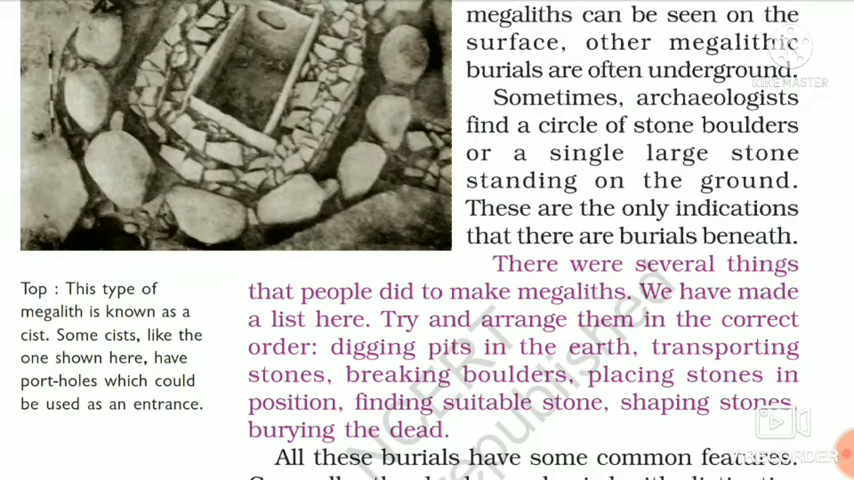 megaliths can be seen on the
surface, other megalithic
burials are often underground.
Sometimes, archaeologists
find a circle of stone boulders
or a single large stone
standing on the ground.
These are the only indications
that there are burials beneath.
There were several things
that people did to make megaliths. We have made
a list here. Try and arrange them in the correct
order: digging pits in the earth, transporting
stones, breaking boulders, placing stones in
position, finding suitable stone, shaping stones,
burying the dead.
All these burials have some common features.
Top : This type of
megalith is known as a
cist. Some cists, like the
one shown here, have
port-holes which could
be used as an entrance.
KINEMASTER
NCERT
republished
RECORDER